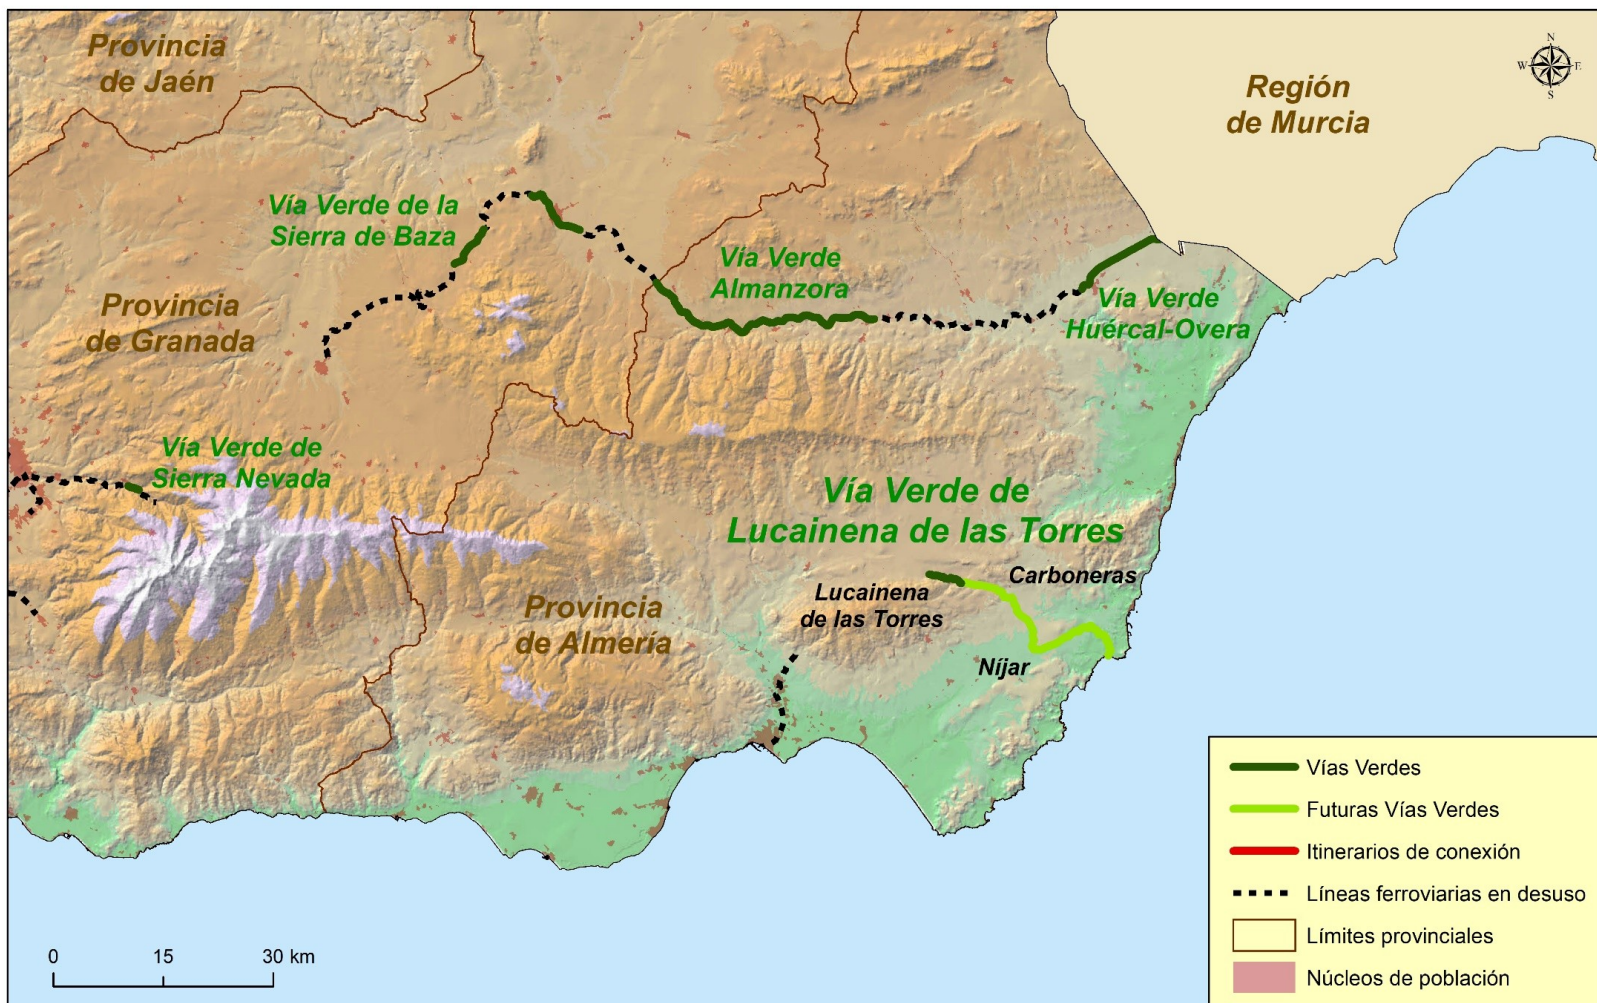 Provincia
de Jaén
N
W
E
S
Región
de Murcia
Vía Verde de la
Sierra de Baza
Vía Verde
Almanzora
Provincia
de Granada
Vía Verde
Huércal-Overa
Vía Verde de
Sierra Nevada
Vía Verde de
Lucainena de las Torres
Carboneras
Lucainena
de las Torres
Provincia
de Almería
Níjar
Vías Verdes
Futuras Vías Verdes
Itinerarios de conexión
Líneas ferroviarias en desuso
Límites provinciales
Núcleos de población
0 15 30 km